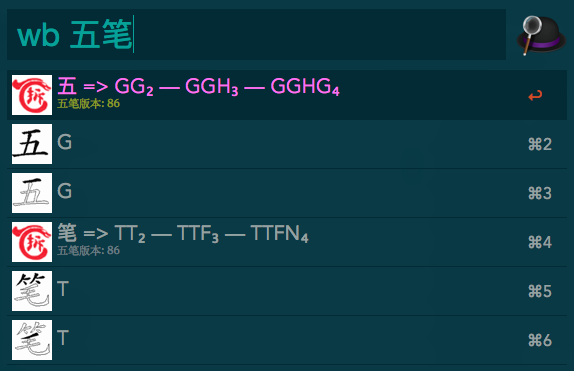 wb 五笔
五 => GG₂ — GGH₃ — GGHG₄
五笔版本: 86
↩
五 G ⌘2
五 G ⌘3
拆 笔 => TT₂ — TTF₃ — TTFN₄
五笔版本: 86
⌘4
笔 T ⌘5
笔 T ⌘6